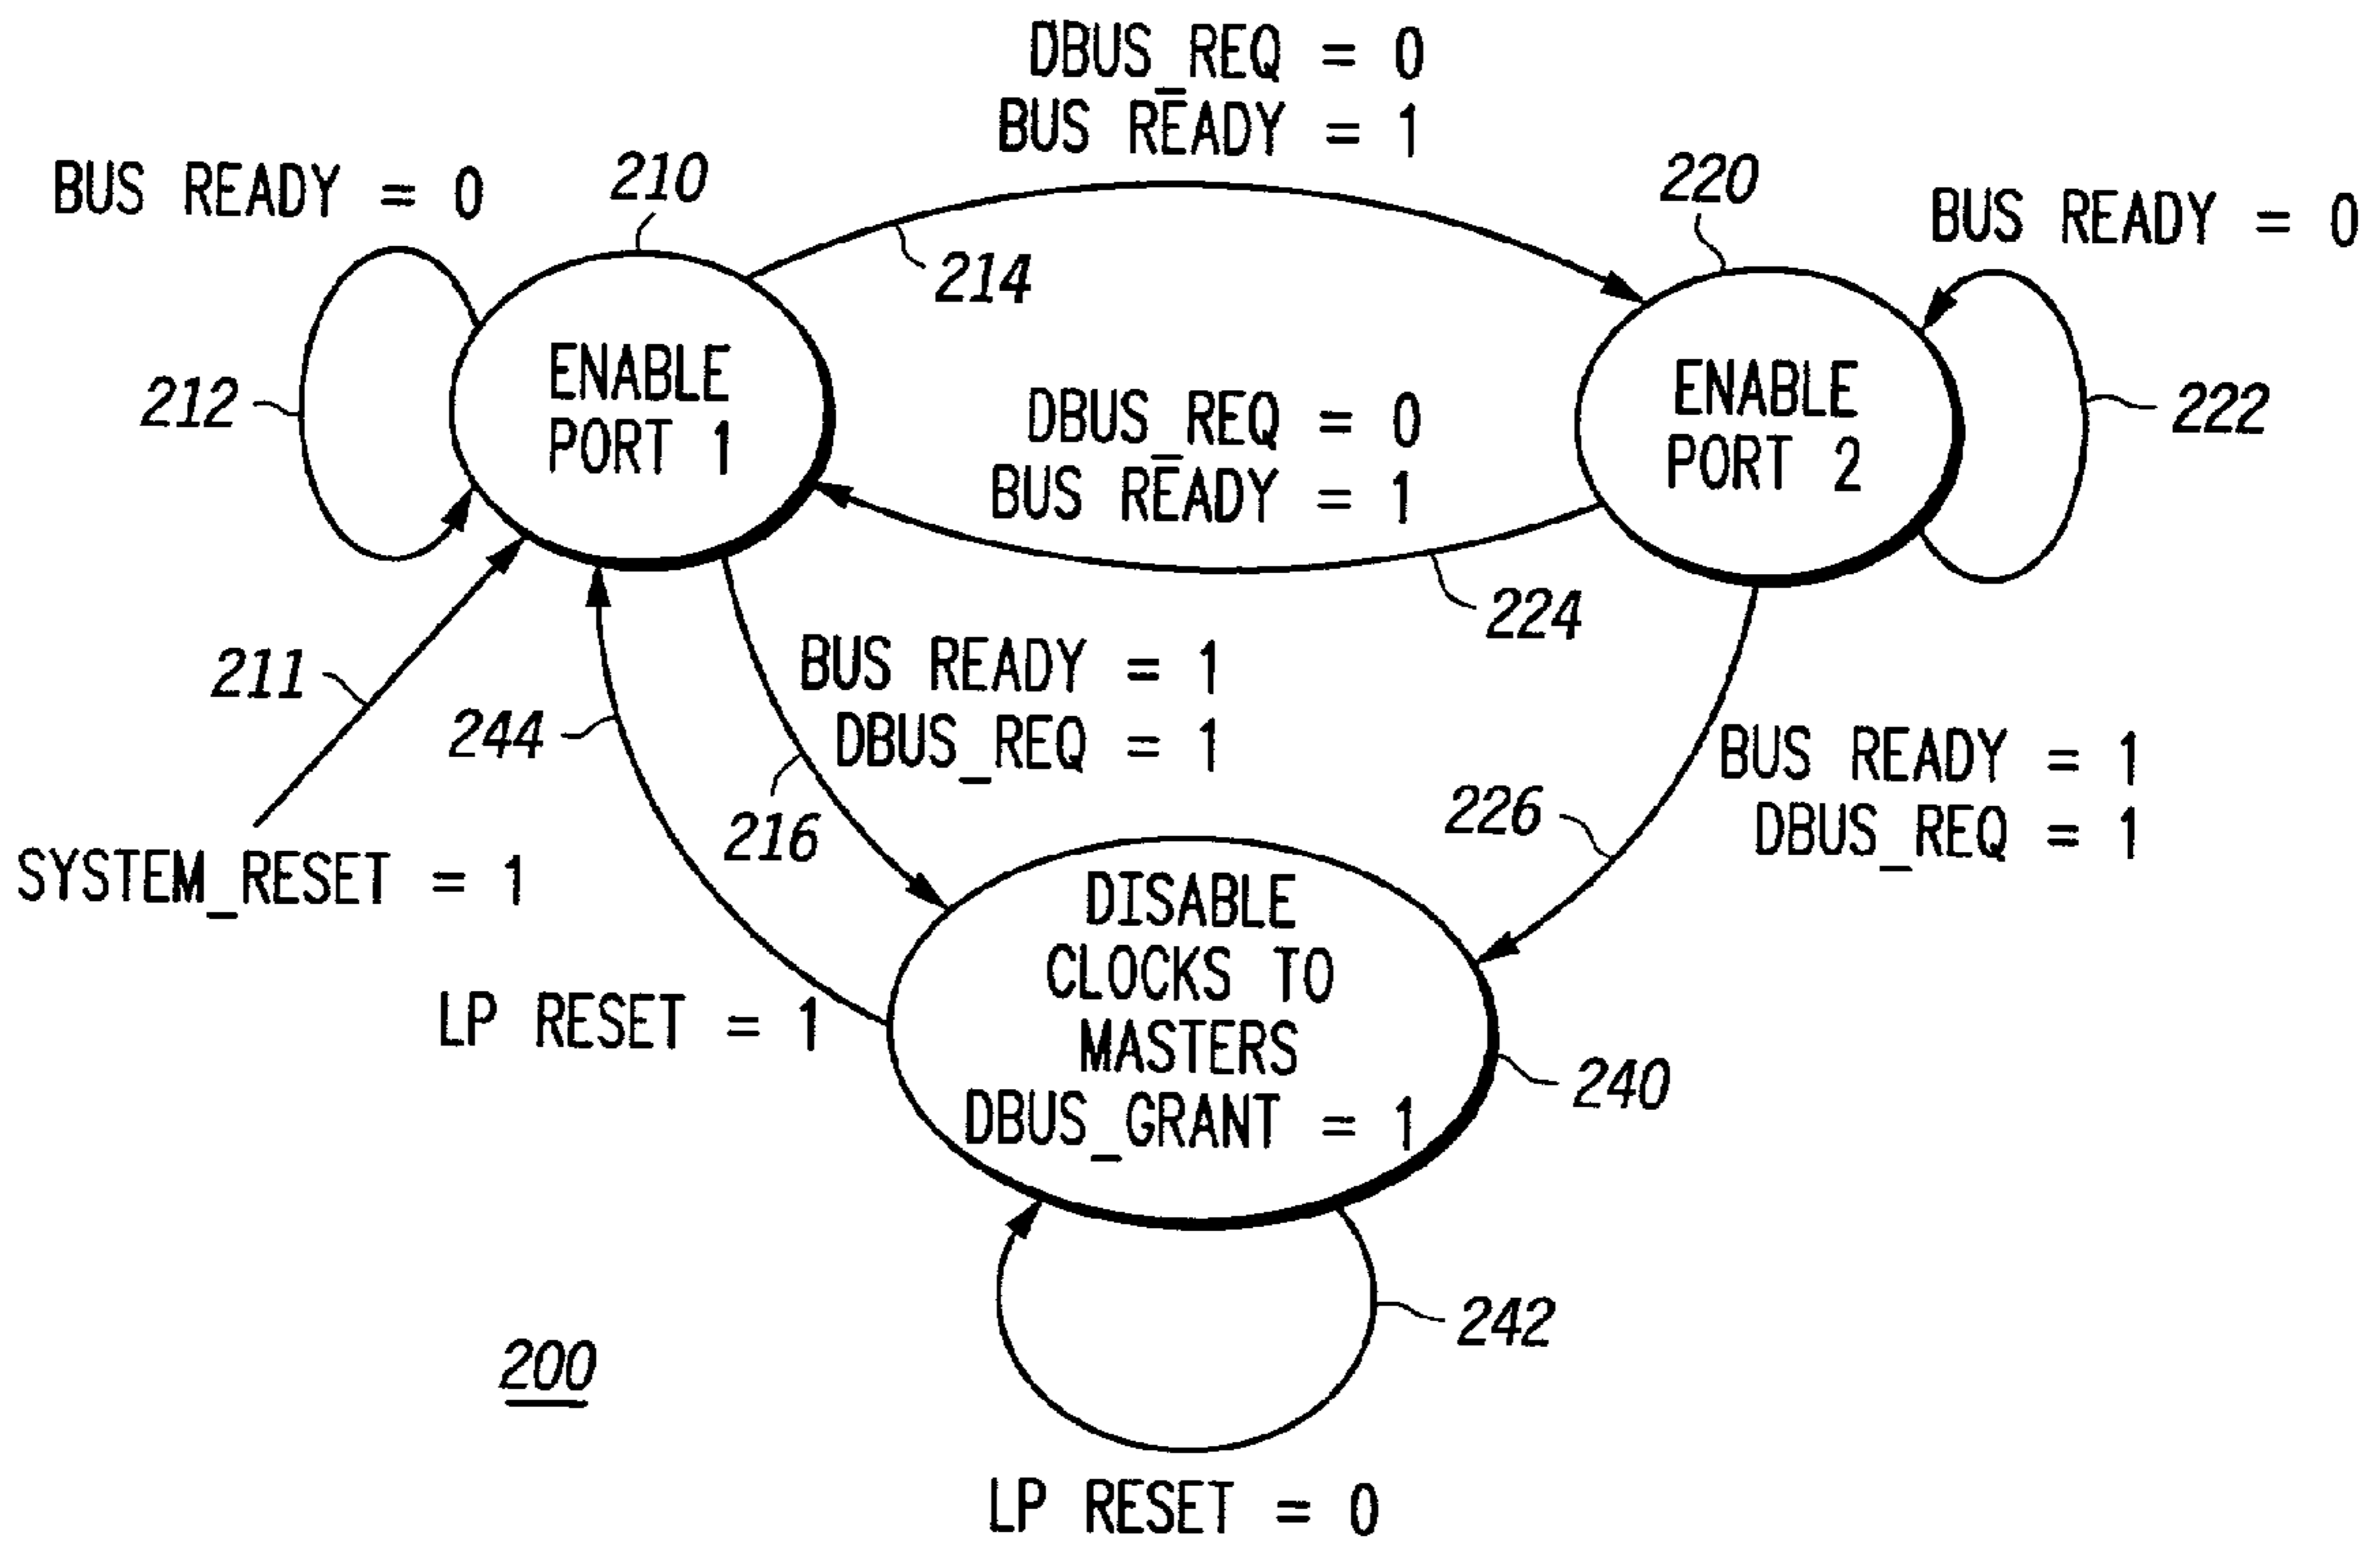 DBUS_REQ = 0
BUS READY = 1
BUS READY = 0
210
220
BUS READY = 0
214
ENABLE
PORT 1
212
DBUS_REQ = 0
BUS READY = 1
ENABLE
PORT 2
222
224
211
244
BUS READY = 1
DBUS_REQ = 1
216
BUS READY = 1
DBUS_REQ = 1
226
SYSTEM_RESET = 1
DISABLE
CLOCKS TO
MASTERS
DBUS_GRANT = 1
LP RESET = 1
240
242
200
LP RESET = 0